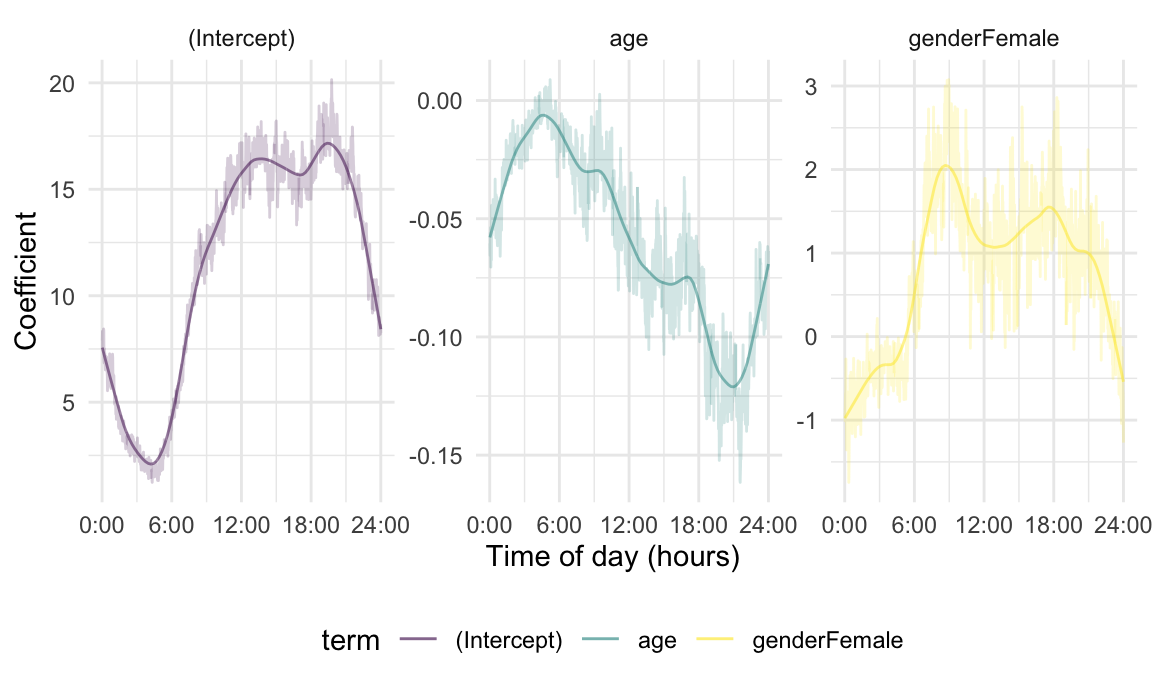 (Intercept) age genderFemale
Coefficient
20
15
10
5
0.00
-0.05
-0.10
-0.15
3
2
1
0
-1
0:00 6:00 12:00 18:00 24:00 0:00 6:00 12:00 18:00 24:00 0:00 6:00 12:00 18:00 24:00
Time of day (hours)
term (Intercept) age genderFemale